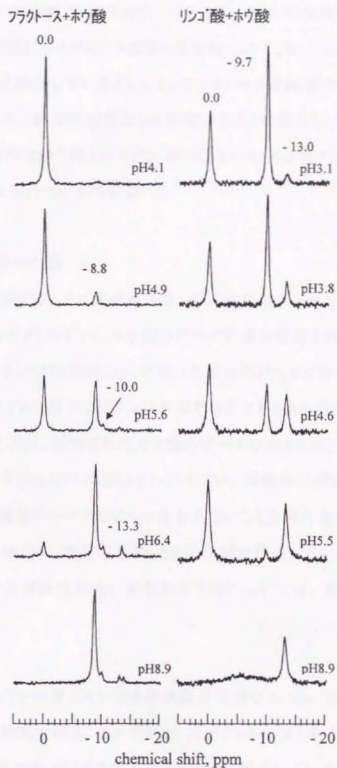 フラクトース+ホウ酸
0.0
pH4.1
- 8.8
pH4.9
- 10.0
pH5.6
- 13.3
pH6.4
pH8.9
0 - 10 - 20
リンゴ酸+ホウ酸
- 9.7
0.0
- 13.0
pH3.1
pH3.8
pH4.6
pH5.5
pH8.9
0 - 10 - 20
chemical shift, ppm